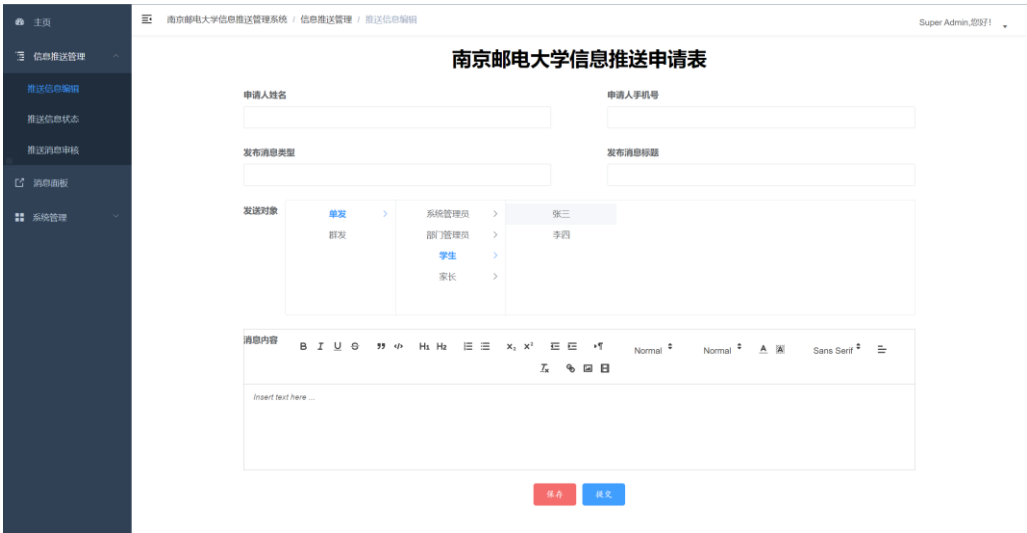 主页
南京邮电大学信息推送管理系统 / 信息推送管理 / 推送信息编辑
Super Admin,您好!
信息推送管理
推送信息编辑
推送信息状态
推送消息审核
消息面板
系统管理
南京邮电大学信息推送申请表
申请人姓名
申请人手机号
发布消息类型
发布消息标题
发送对象
单发
群发
系统管理员
部门管理员
学生
家长
张三
李四
消息内容
B I U S ” </> H₁ H₂ X₂ X² Normal Normal A A Sans Serif
Insert text here ...
保存
提交